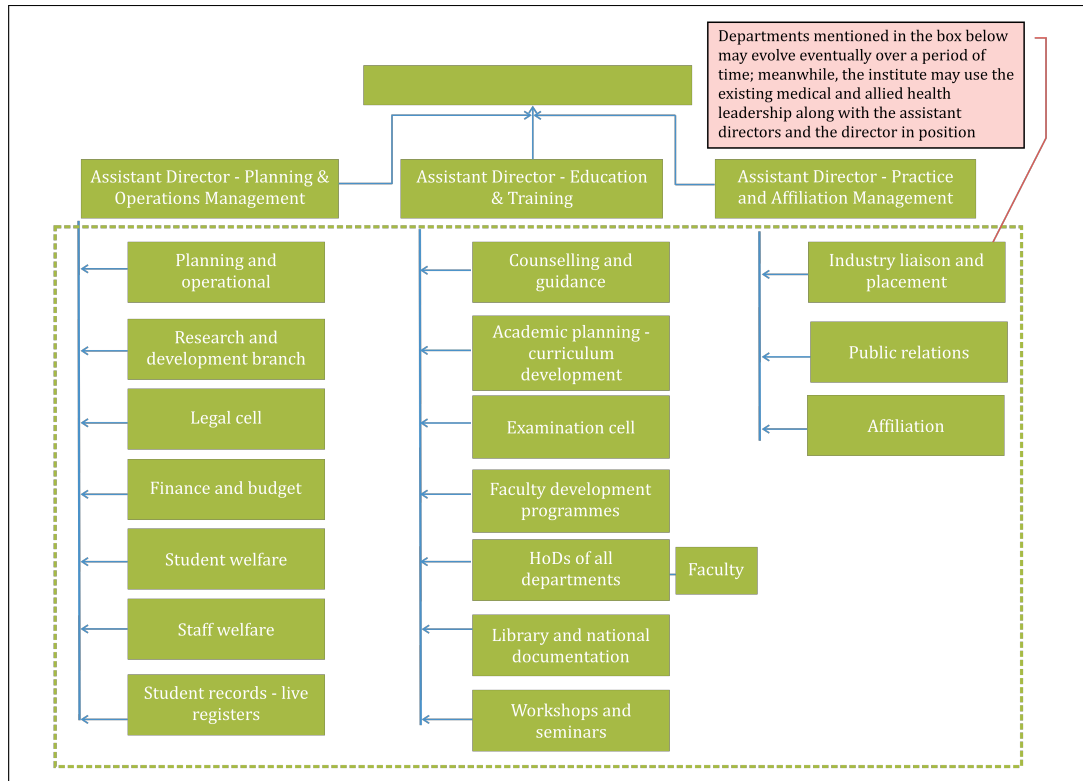 Departments mentioned in the box below
may evolve eventually over a period of
time; meanwhile, the institute may use the
existing medical and allied health
leadership along with the assistant
directors and the director in position
Assistant Director - Planning &
Operations Management
Assistant Director - Education
& Training
Assistant Director - Practice
and Affiliation Management
Planning and
operational
Research and
development branch
Legal cell
Finance and budget
Student welfare
Staff welfare
Student records - live
registers
Counselling and
guidance
Academic planning -
curriculum
development
Examination cell
Faculty development
programmes
HoDs of all
departments
Faculty
Library and national
documentation
Workshops and
seminars
Industry liaison and
placement
Public relations
Affiliation